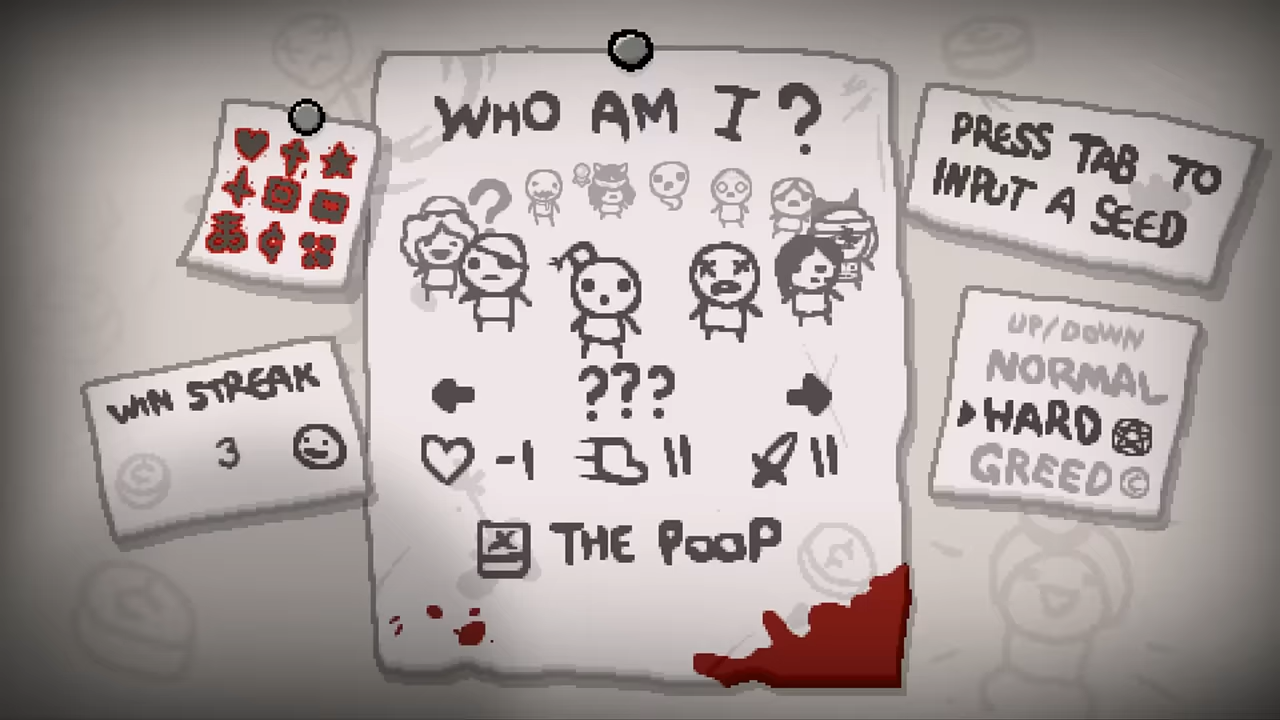 WHO AM I?
PRESS TAB TO
INPUT A SEED
?
WIN STREAK
3
UP/DOWN
NORMAL
HARD
GREED
???
-1
THE POOP